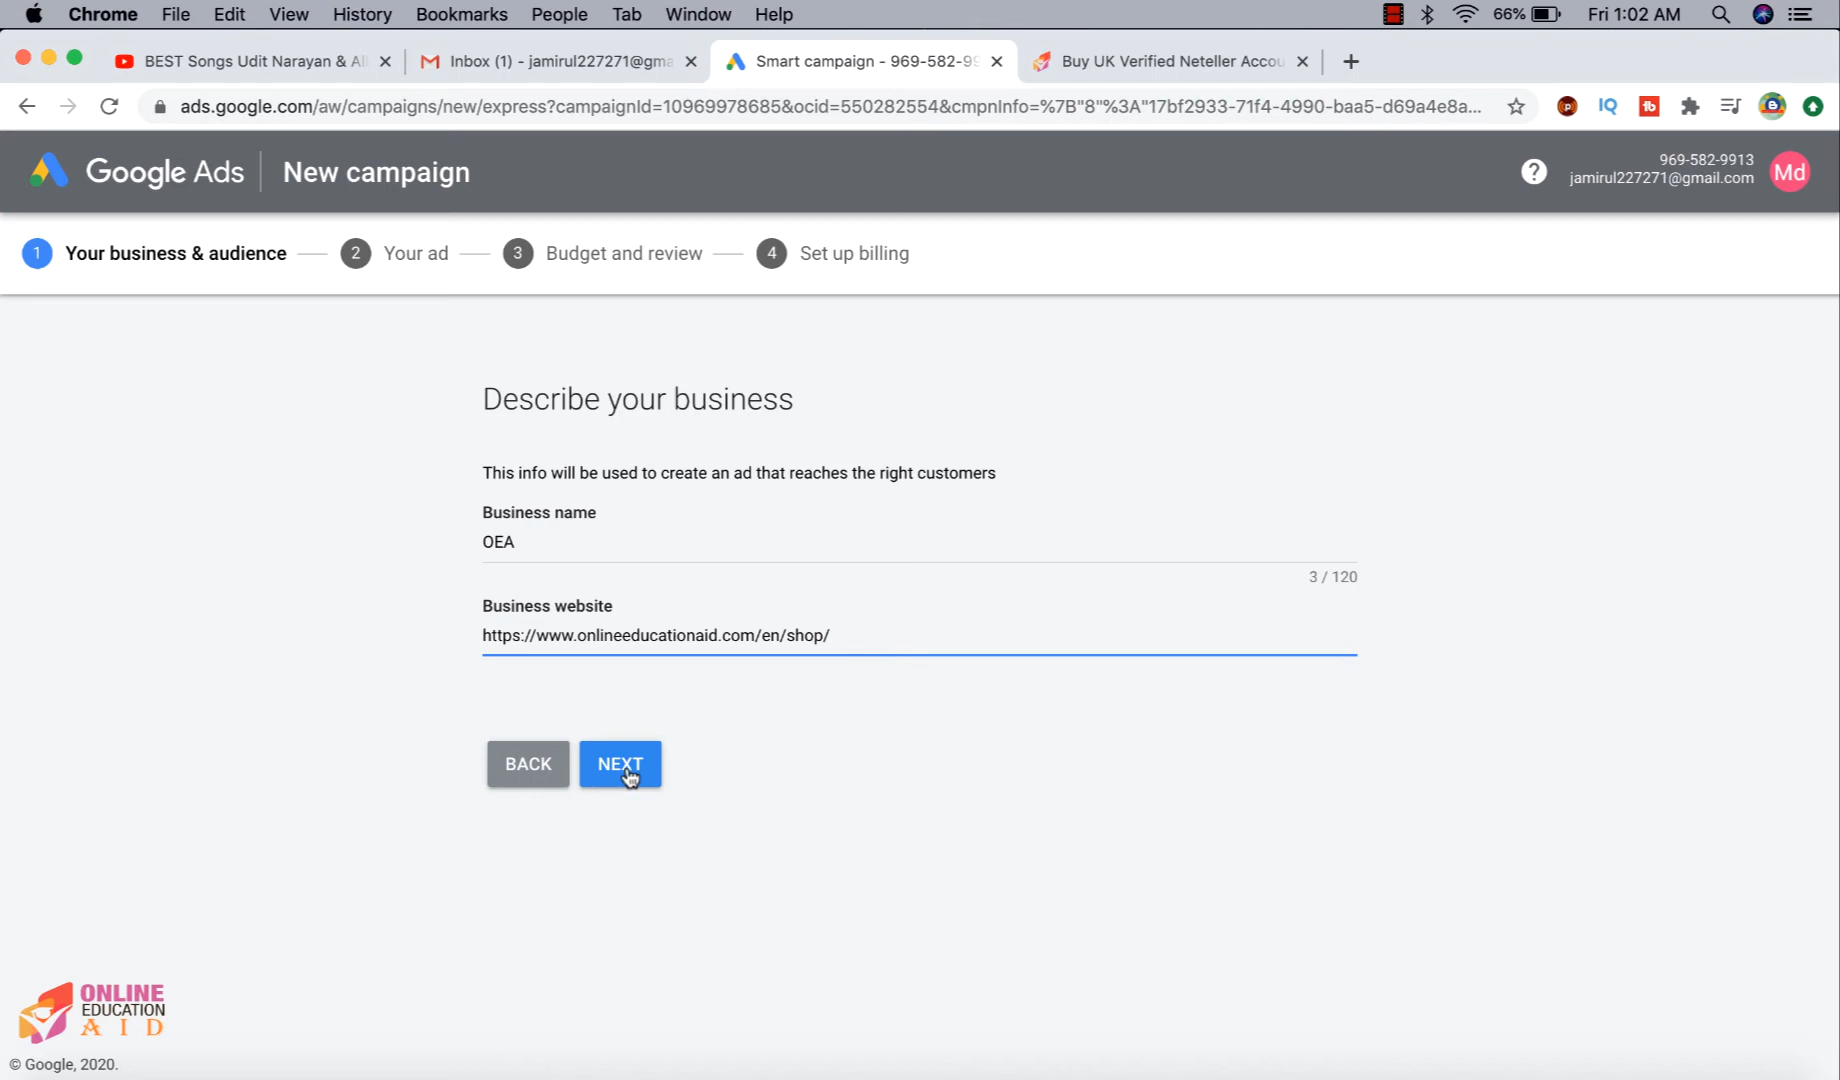 Chrome File Edit View History Bookmarks People Tab Window Help 66% Fri 1:02 AM
BEST Songs Udit Narayan & Al Inbox (1) - jamirul227271@gma Smart campaign - 969-582-99 Buy UK Verified Neteller Accou
ads.google.com/aw/campaigns/new/express?campaignId=10969978685&ocid=550282554&cmpnInfo=%7B"8"%3A"17bf2933-71f4-4990-baa5-d69a4e8a... IQ tb
Google Ads New campaign ? 969-582-9913
jamirul227271@gmail.com Md
1 Your business & audience 2 Your ad 3 Budget and review 4 Set up billing
Describe your business
This info will be used to create an ad that reaches the right customers
Business name
OEA
3 / 120
Business website
https://www.onlineeducationaid.com/en/shop/
BACK NEXT
ONLINE
EDUCATION
AID
© Google, 2020.